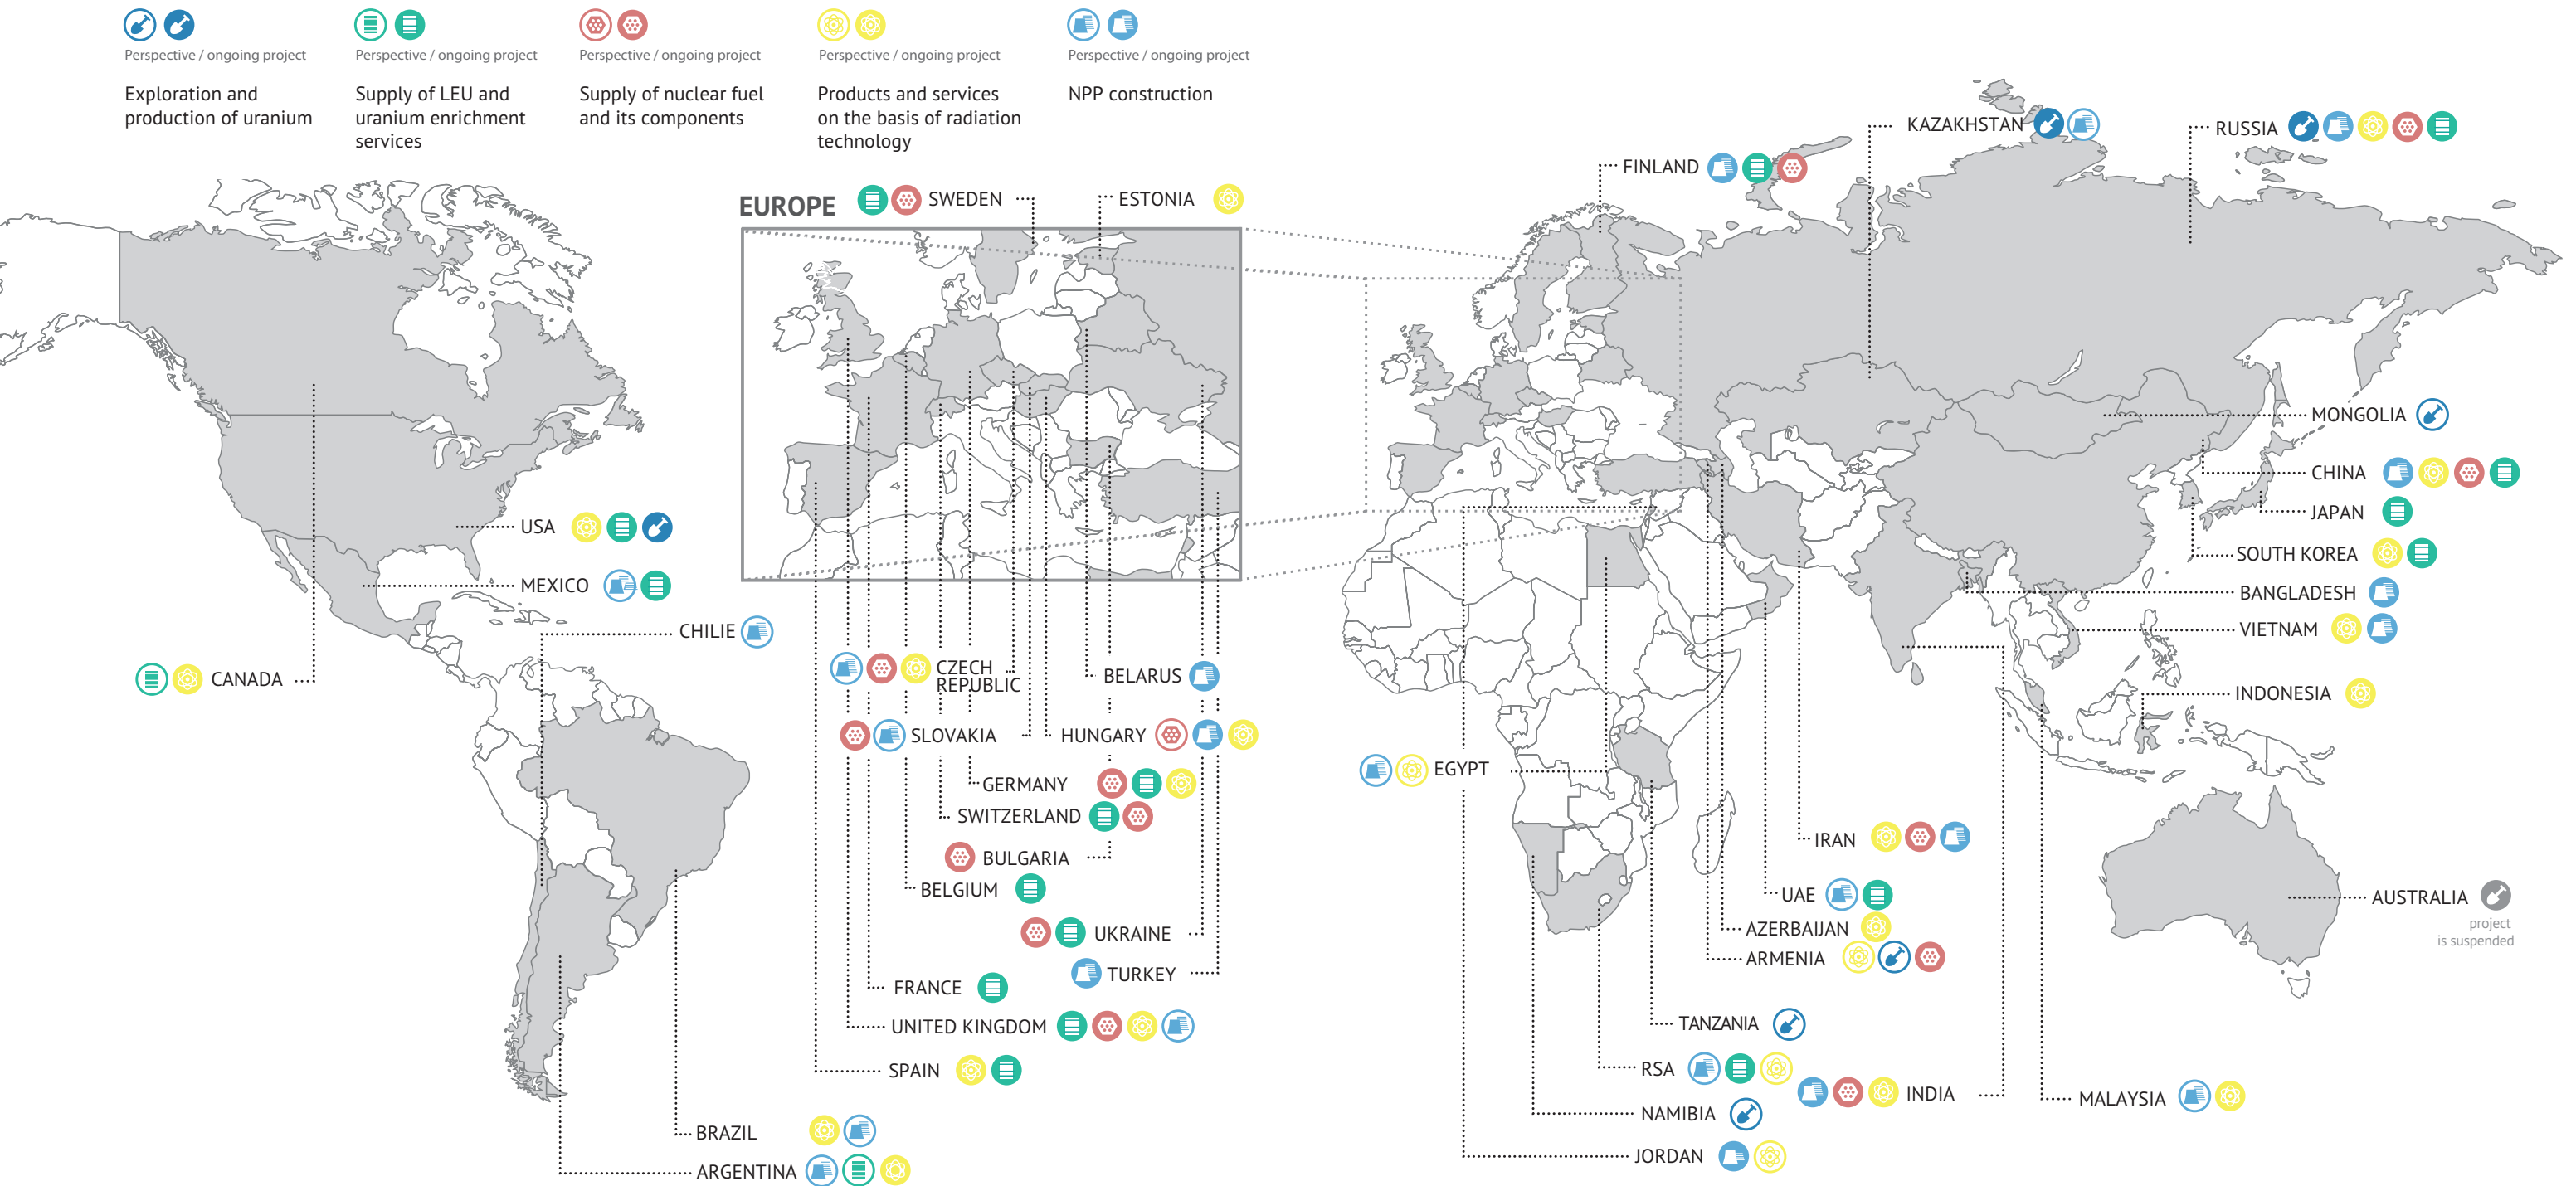 Perspective / ongoing project
Exploration and
production of uranium
Perspective / ongoing project
Supply of LEU and
uranium enrichment
services
Perspective / ongoing project
Supply of nuclear fuel
and its components
Perspective / ongoing project
Products and services
on the basis of radiation
technology
Perspective / ongoing project
NPP construction
EUROPE
SWEDEN
ESTONIA
FINLAND
KAZAKHSTAN
RUSSIA
MONGOLIA
CHINA
JAPAN
SOUTH KOREA
BANGLADESH
VIETNAM
INDONESIA
USA
MEXICO
CHILIE
CANADA
CZECH
REPUBLIC
BELARUS
SLOVAKIA
HUNGARY
GERMANY
SWITZERLAND
BULGARIA
BELGIUM
UKRAINE
TURKEY
FRANCE
UNITED KINGDOM
SPAIN
BRAZIL
ARGENTINA
EGYPT
IRAN
UAE
AZERBAIJAN
ARMENIA
AUSTRALIA
project
is suspended
TANZANIA
RSA
INDIA
MALAYSIA
NAMIBIA
JORDAN